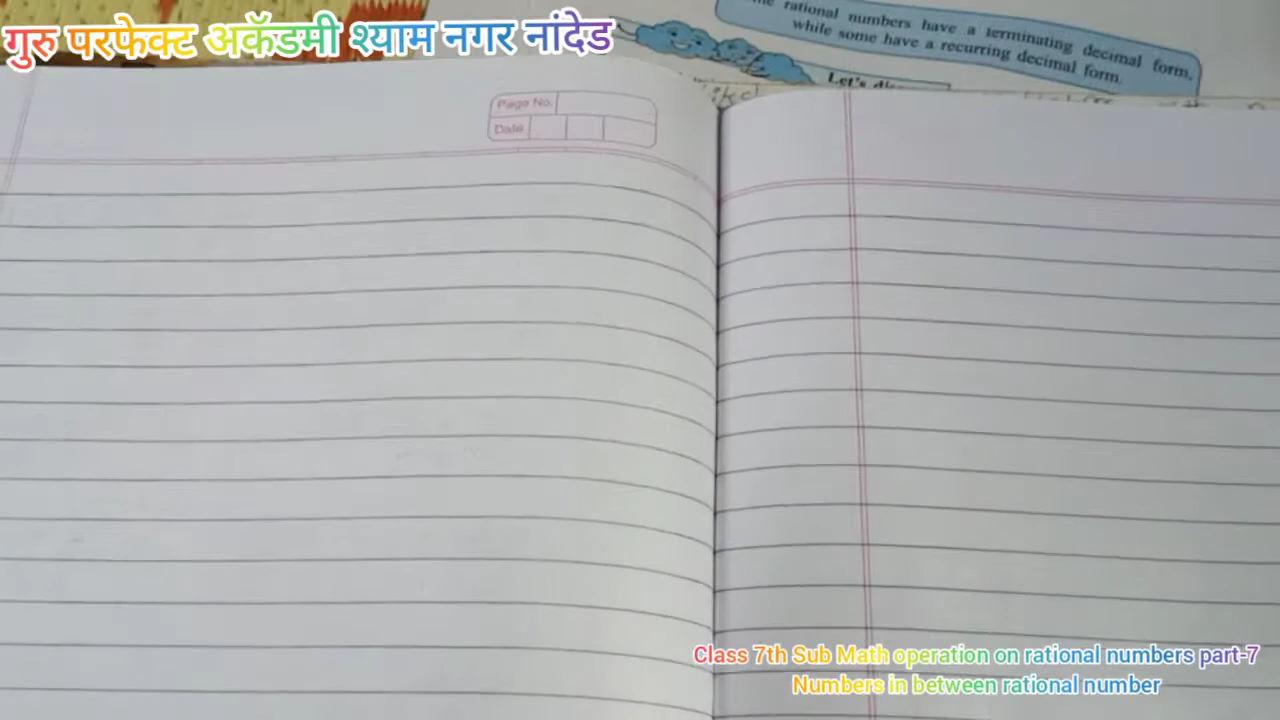 गुरु परफेक्ट अकॅडमी श्याम नगर नांदेड
rational numbers have a terminating decimal form,
while some have a recurring decimal form.
Let's
Page No.
Date
Class 7th Sub Math operation on rational numbers part-7
Numbers in between rational number